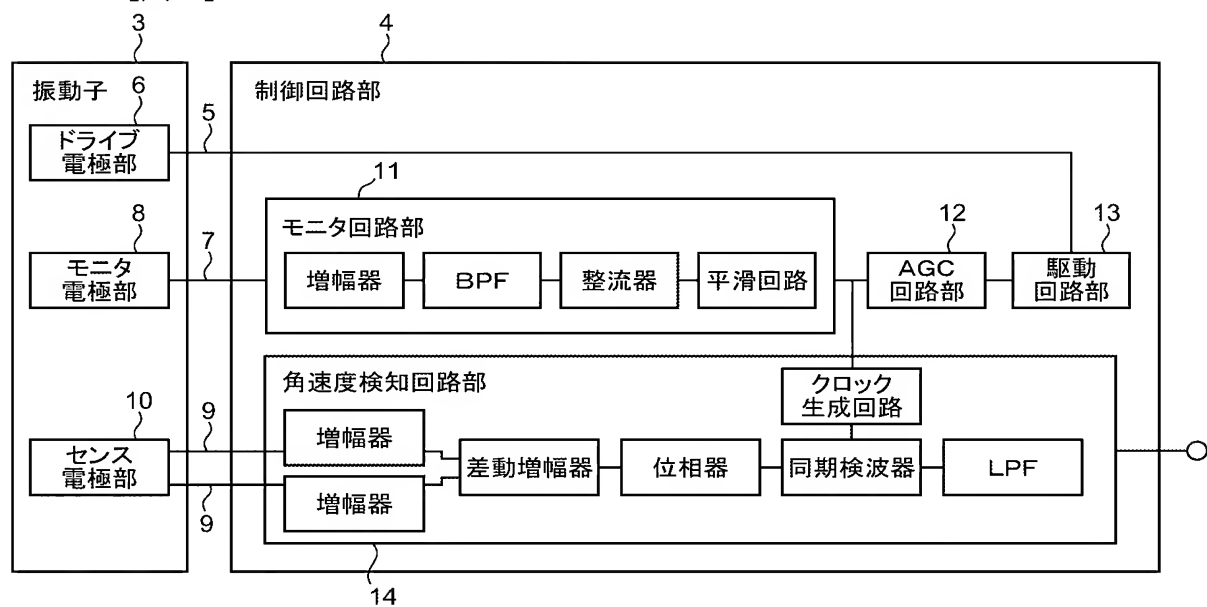 3
4
振動子
制御回路部
6
ドライブ
電極部
5
11
モニタ回路部
8
モニタ
電極部
7
増幅器
BPF
整流器
平滑回路
12
AGC
回路部
13
駆動
回路部
角速度検知回路部
クロック
生成回路
10
センス
電極部
9
9
増幅器
増幅器
差動増幅器
位相器
同期検波器
LPF
14